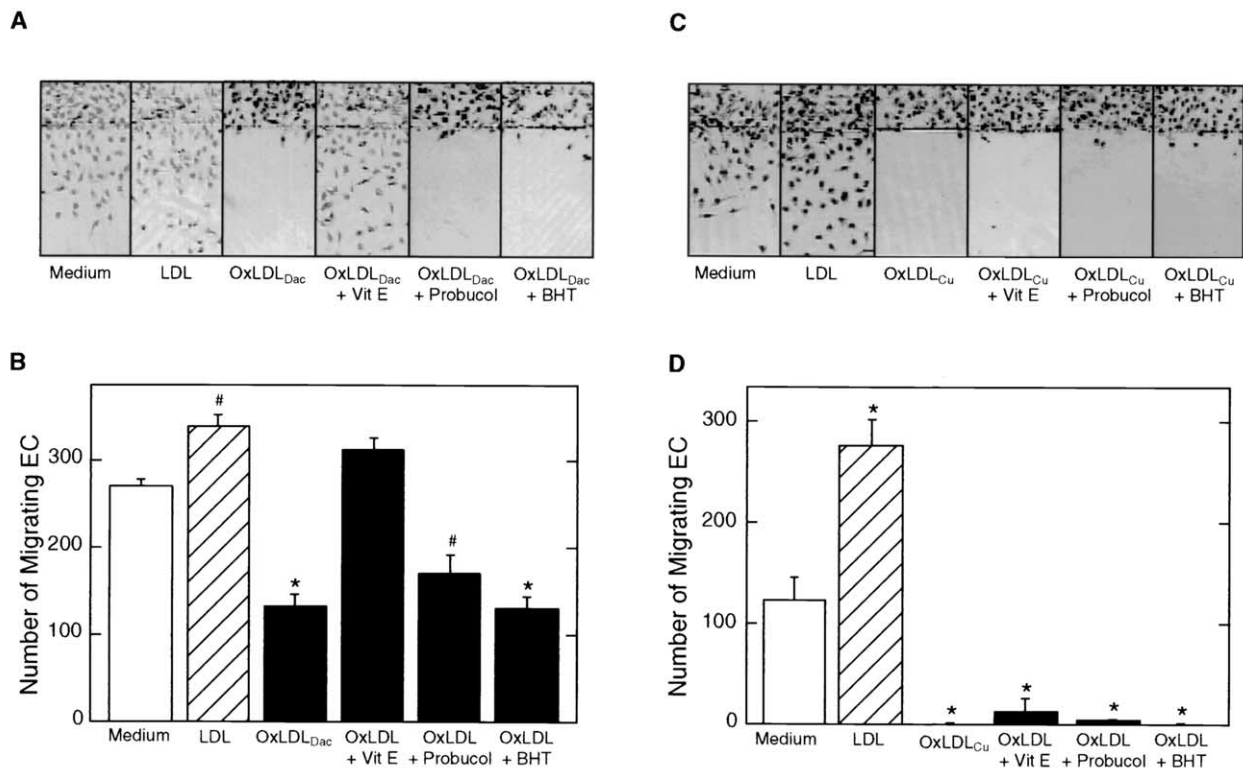 A
Medium LDL OxLDLDac OxLDLDac OxLDLDac OxLDLDac
+ Vit E + Probucol + BHT
C
Medium LDL OxLDLCu OxLDLCu OxLDLCu OxLDLCu
+ Vit E + Probucol + BHT
B
Number of Migrating EC
300
200
100
0
# * # *
Medium LDL OxLDLDac OxLDL OxLDL OxLDL
+ Vit E + Probucol + BHT
D
Number of Migrating EC
300
200
100
0
* * * * *
Medium LDL OxLDLCu OxLDL OxLDL OxLDL
+ Vit E + Probucol + BHT